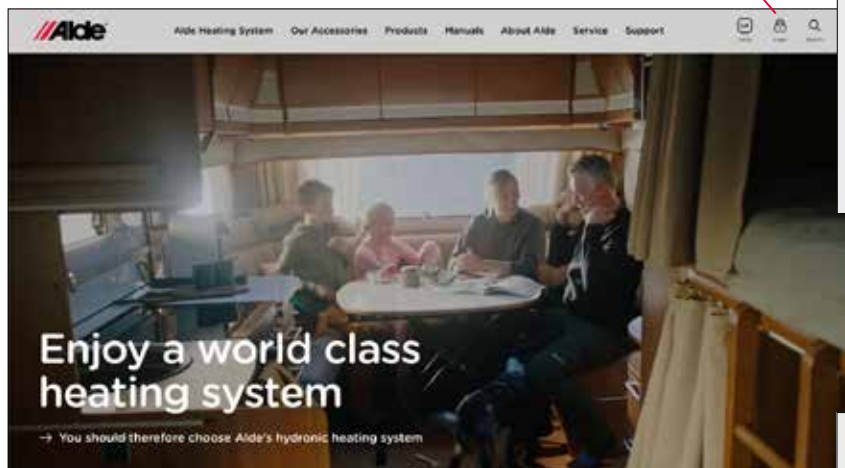 Alde
Alde Heating System Our Accessories Products Manuals About Alde Service Support
Enjoy a world class
heating system
→ You should therefore choose Alde's hydronic heating system